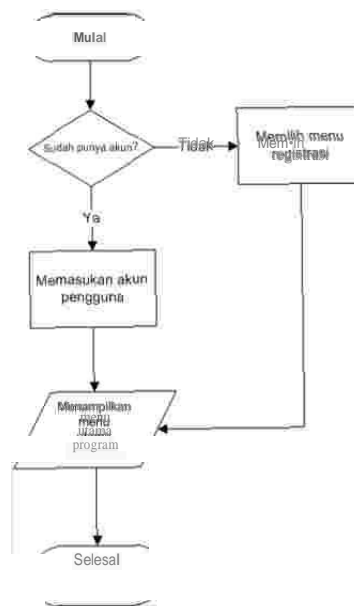 Mulai
Sudah punya akun?
Tidak
Memilih menu
registrasi
Ya
Memasukan akun
pengguna
Menampilkan
menu
utama
program
Selesai